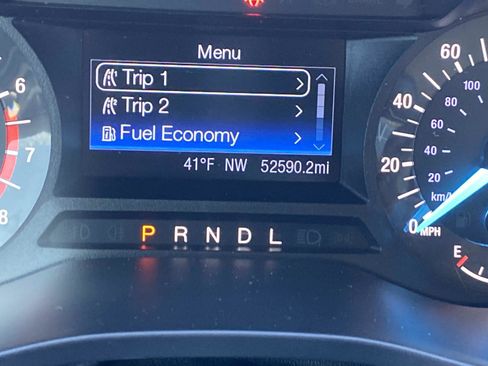 Menu
Trip 1
Trip 2
Fuel Economy
41°F NW 52590.2mi
P R N D L
6
7
8
60
40
20
0
MPH
100
80
60
40
20
km/
E